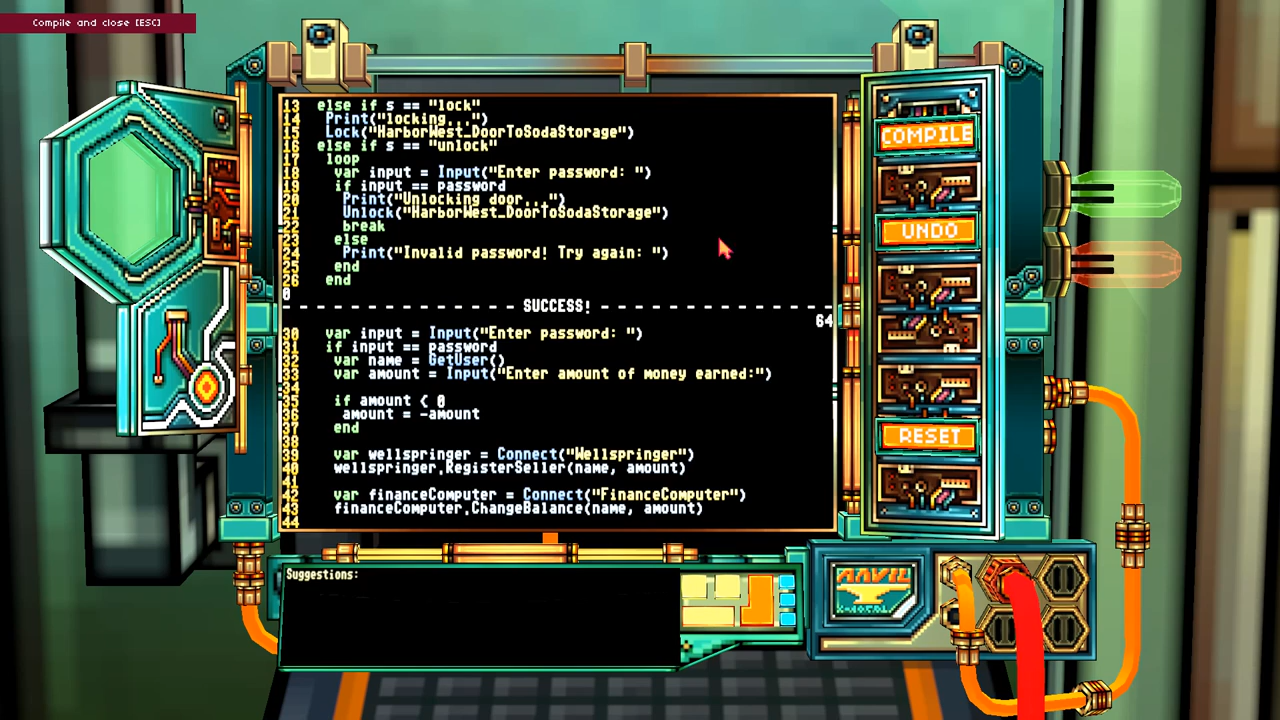 Compile and close [ESC]
13 else if s == "lock"
14 Print("locking...")
15 Lock("HarborWest_DoorToSodaStorage")
16 else if s == "unlock"
17 loop
18 var input = Input("Enter password: ")
19 if input == password
20 Print("Unlocking door...")
21 Unlock("HarborWest_DoorToSodaStorage")
22 break
23 else
24 Print("Invalid password! Try again: ")
25 end
26 end
0
- - - - - - - - - - - - - - SUCCESS! - - - - - - - - - - - - - -
64
30 var input = Input("Enter password: ")
31 if input == password
32 var name = GetUser()
33 var amount = Input("Enter amount of money earned:")
34
35 if amount < 0
36 amount = -amount
37 end
38
39 var wellspringer = Connect("Wellspringer")
40 wellspringer.RegisterSeller(name, amount)
41
42 var financeComputer = Connect("FinanceComputer")
43 financeComputer.ChangeBalance(name, amount)
44
COMPILE
UNDO
RESET
Suggestions:
ANVIL